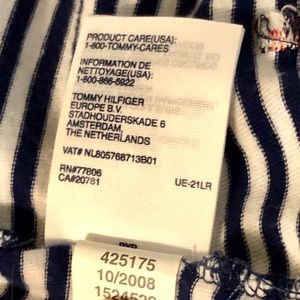 PRODUCT CARE(USA):
1-800-TOMMY-CARES
INFORMATION DE
NETTOYAGE(USA):
1-800-866-6922
TOMMY HILFIGER
EUROPE B.V.
STADHOUDERSKADE 6
AMSTERDAM,
THE NETHERLANDS
VAT# NL805768713B01
RN#77806
CA#20781
UE-21LR
425175
10/2008